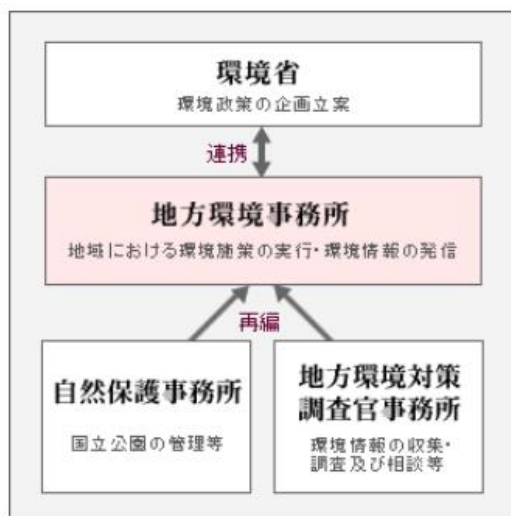 環境省
環境政策の企画立案
連携
地方環境事務所
地域における環境施策の実行・環境情報の発信
再編
自然保護事務所
国立公園の管理等
地方環境対策
調査官事務所
環境情報の収集・
調査及び相談等